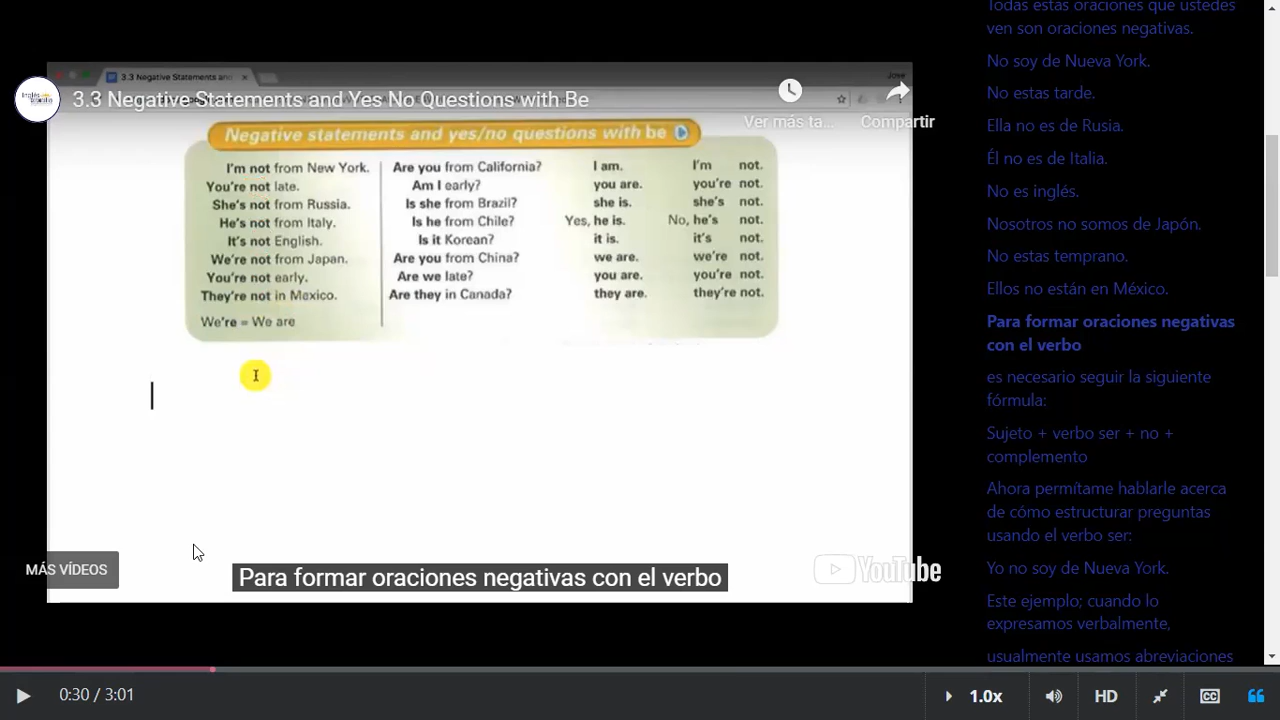 3.3 Negative Statements and
Jose
3.3 Negative Statements and Yes No Questions with Be
Ver más ta...
Compartir
Negative statements and yes/no questions with be
I'm not from New York.
You're not late.
She's not from Russia.
He's not from Italy.
It's not English.
We're not from Japan.
You're not early.
They're not in Mexico.
We're = We are
Are you from California?
Am I early?
Is she from Brazil?
Is he from Chile?
Is it Korean?
Are you from China?
Are we late?
Are they in Canada?
I am.
you are.
she is.
Yes, he is.
it is.
we are.
you are.
they are.
I'm not.
you're not.
she's not.
No, he's not.
it's not.
we're not.
you're not.
they're not.
MÁS VÍDEOS
Para formar oraciones negativas con el verbo
YouTube
0:30 / 3:01
1.0x
HD
CC
Todas estas oraciones que ustedes
ven son oraciones negativas.
No soy de Nueva York.
No estas tarde.
Ella no es de Rusia.
Él no es de Italia.
No es inglés.
Nosotros no somos de Japón.
No estas temprano.
Ellos no están en México.
Para formar oraciones negativas
con el verbo
es necesario seguir la siguiente
fórmula:
Sujeto + verbo ser + no +
complemento
Ahora permítame hablarle acerca
de cómo estructurar preguntas
usando el verbo ser:
Yo no soy de Nueva York.
Este ejemplo; cuando lo
expresamos verbalmente,
usualmente usamos abreviaciones